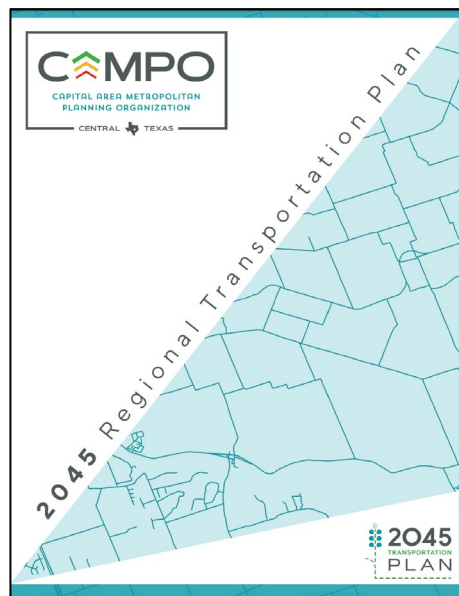 CAMPO
CAPITAL AREA METROPOLITAN
PLANNING ORGANIZATION
CENTRAL TEXAS
2045 Regional Transportation Plan
2045
TRANSPORTATION
PLAN